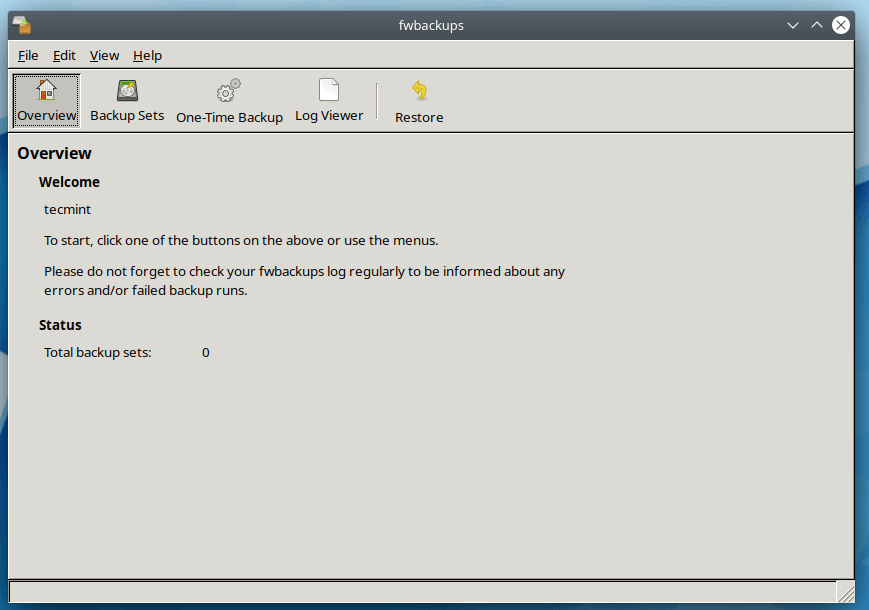 fwbackups
File Edit View Help
Overview Backup Sets One-Time Backup Log Viewer Restore
Overview
Welcome
tecmint
To start, click one of the buttons on the above or use the menus.
Please do not forget to check your fwbackups log regularly to be informed about any
errors and/or failed backup runs.
Status
Total backup sets: 0